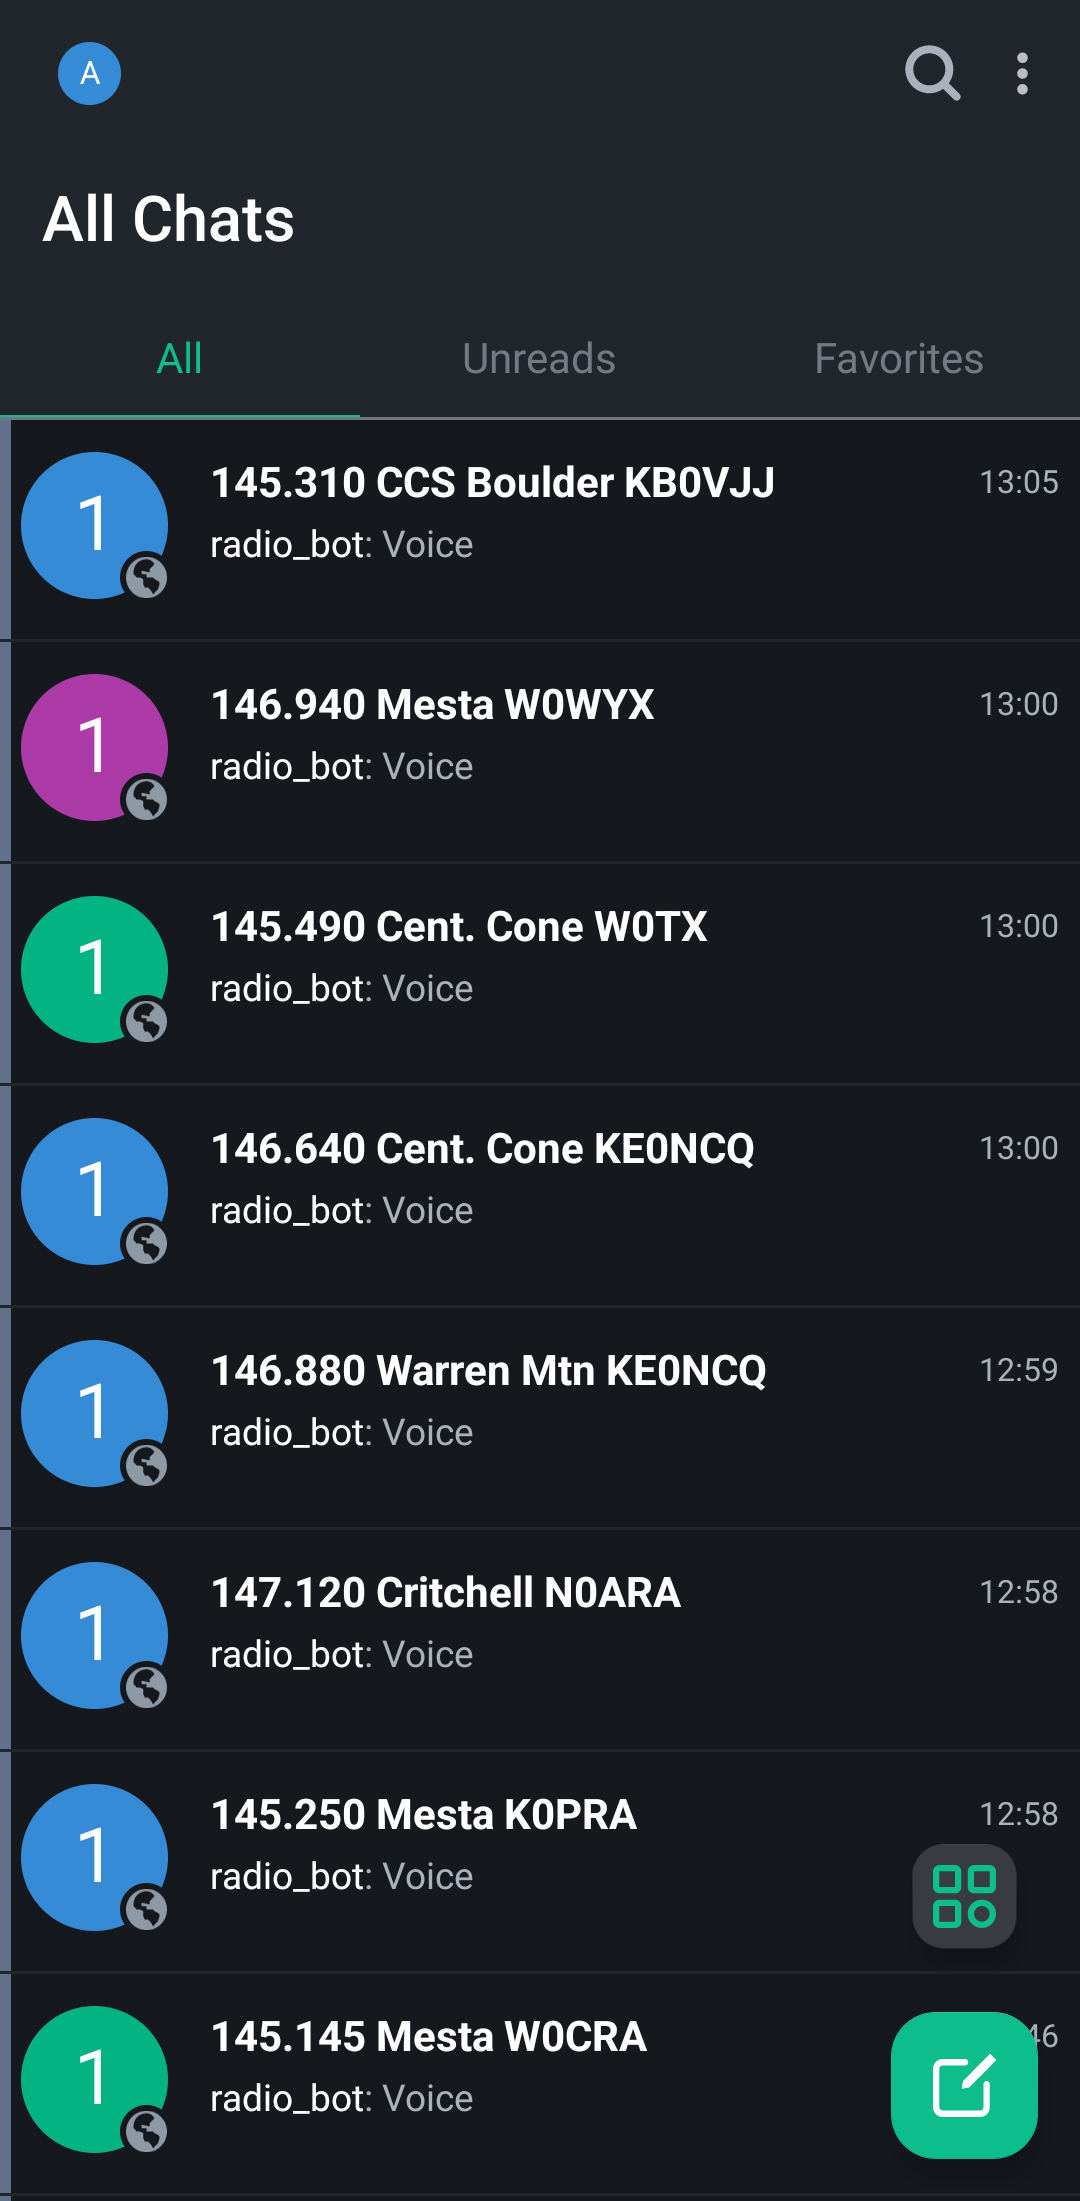 A
All Chats
All Unreads Favorites
1
145.310 CCS Boulder KB0VJJ 13:05
radio_bot: Voice
1
146.940 Mesta W0WYX 13:00
radio_bot: Voice
1
145.490 Cent. Cone W0TX 13:00
radio_bot: Voice
1
146.640 Cent. Cone KE0NCQ 13:00
radio_bot: Voice
1
146.880 Warren Mtn KE0NCQ 12:59
radio_bot: Voice
1
147.120 Critchell N0ARA 12:58
radio_bot: Voice
1
145.250 Mesta K0PRA 12:58
radio_bot: Voice
1
145.145 Mesta W0CRA
radio_bot: Voice